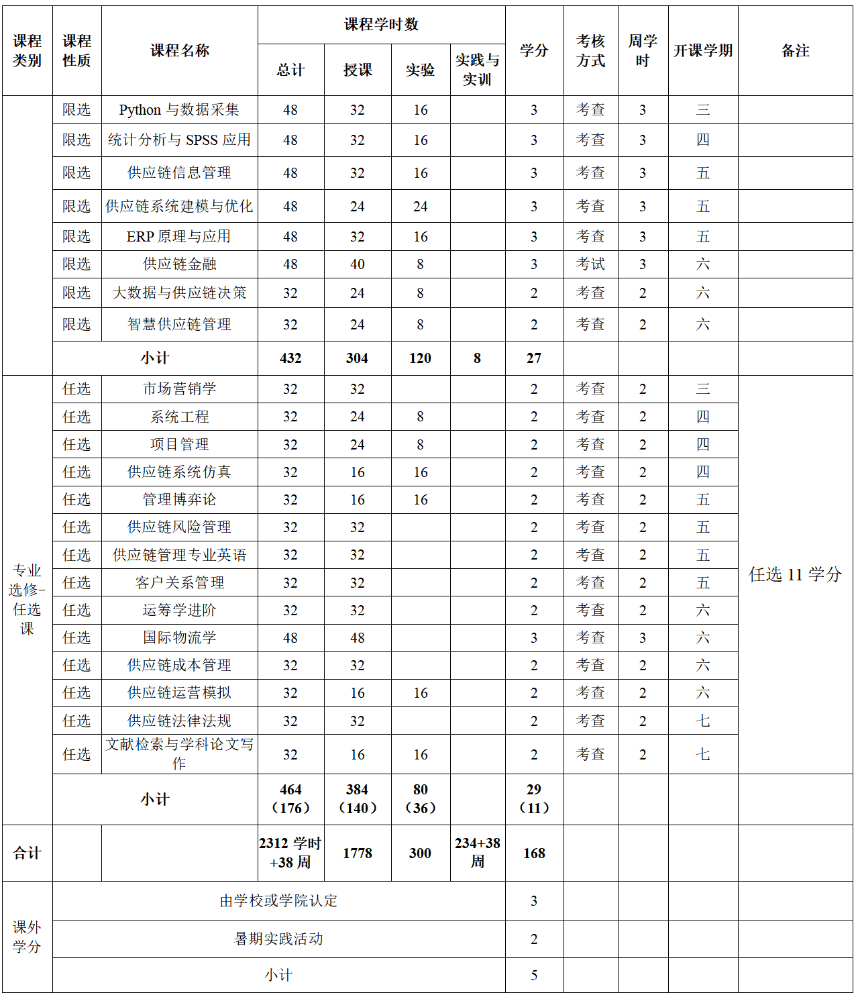 课程类别 课程性质 课程名称 课程学时数 学分 考核方式 周学时 开课学期 备注
总计 授课 实验 实践与实训
限选 Python 与数据采集 48 32 16 3 考查 3 三
限选 统计分析与 SPSS 应用 48 32 16 3 考查 3 四
限选 供应链信息管理 48 32 16 3 考查 3 五
限选 供应链系统建模与优化 48 24 24 3 考查 3 五
限选 ERP 原理与应用 48 32 16 3 考查 3 五
限选 供应链金融 48 40 8 3 考试 3 六
限选 大数据与供应链决策 32 24 8 2 考查 2 六
限选 智慧供应链管理 32 24 8 2 考查 2 六
小计 432 304 120 8 27
专业选修-任选课
任选 市场营销学 32 32 2 考查 2 三
任选 系统工程 32 24 8 2 考查 2 四
任选 项目管理 32 24 8 2 考查 2 四
任选 供应链系统仿真 32 16 16 2 考查 2 四
任选 管理博弈论 32 16 16 2 考查 2 五
任选 供应链风险管理 32 32 2 考查 2 五
任选 供应链管理专业英语 32 32 2 考查 2 五
任选 客户关系管理 32 32 2 考查 2 五
任选 11 学分
任选 运筹学进阶 32 32 2 考查 2 六
任选 国际物流学 48 48 3 考查 3 六
任选 供应链成本管理 32 32 2 考查 2 六
任选 供应链运营模拟 32 16 16 2 考查 2 六
任选 供应链法律法规 32 32 2 考查 2 七
任选 文献检索与学科论文写作 32 16 16 2 考查 2 七
小计 464（176） 384（140） 80（36） 29（11）
合计 2312 学时+38 周 1778 300 234+38周 168
课外学分
由学校或学院认定 3
暑期实践活动 2
小计 5